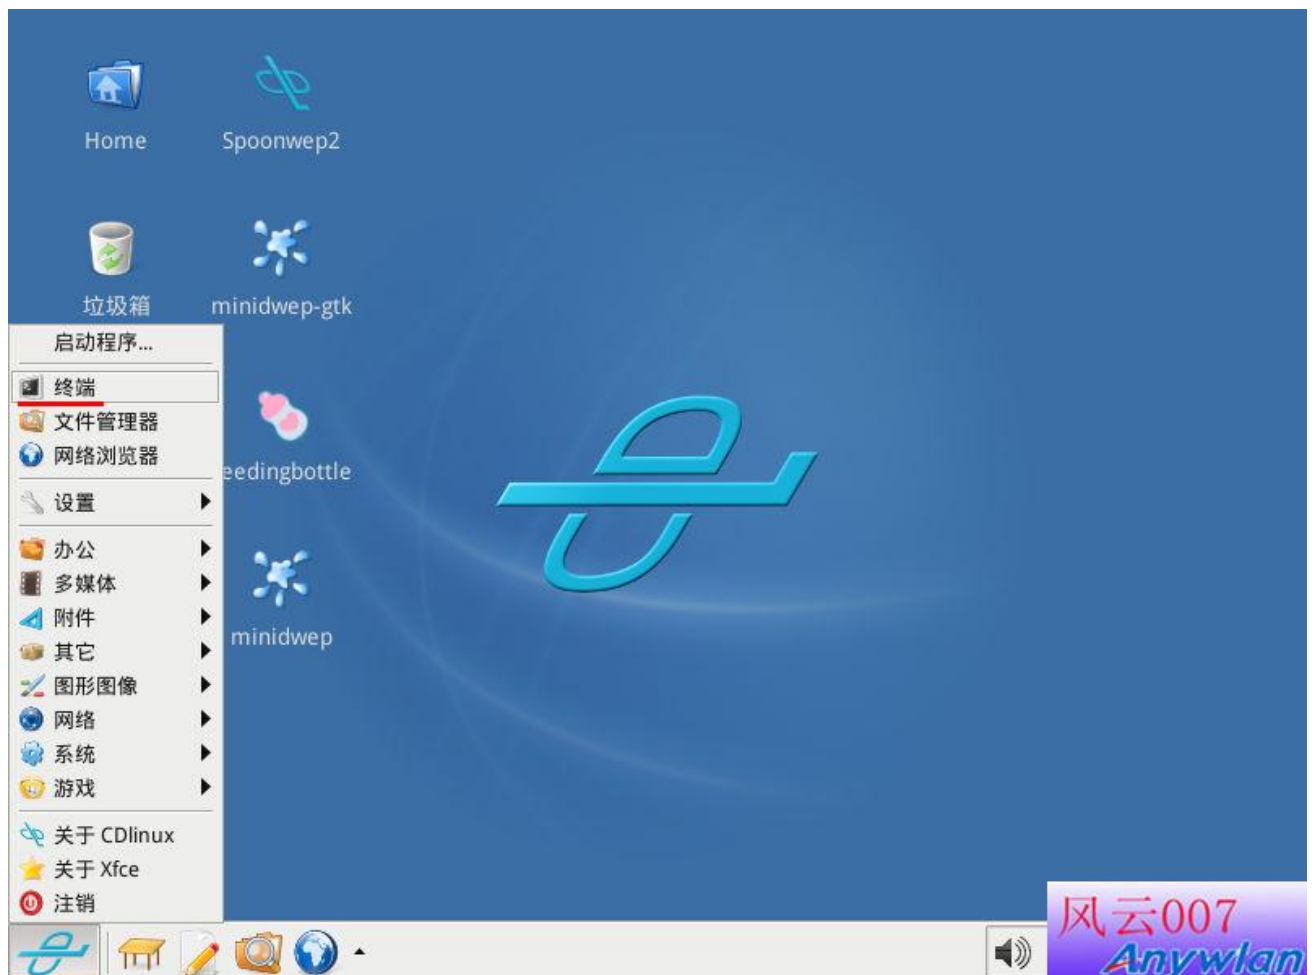 Home
Spoonwep2
垃圾箱
minidwep-gtk
启动程序...
终端
文件管理器
网络浏览器
eedingbottle
设置
办公
多媒体
附件
其它
minidwep
图形图像
网络
系统
游戏
关于 CDlinux
关于 Xfce
注销
风云007
Anywlan